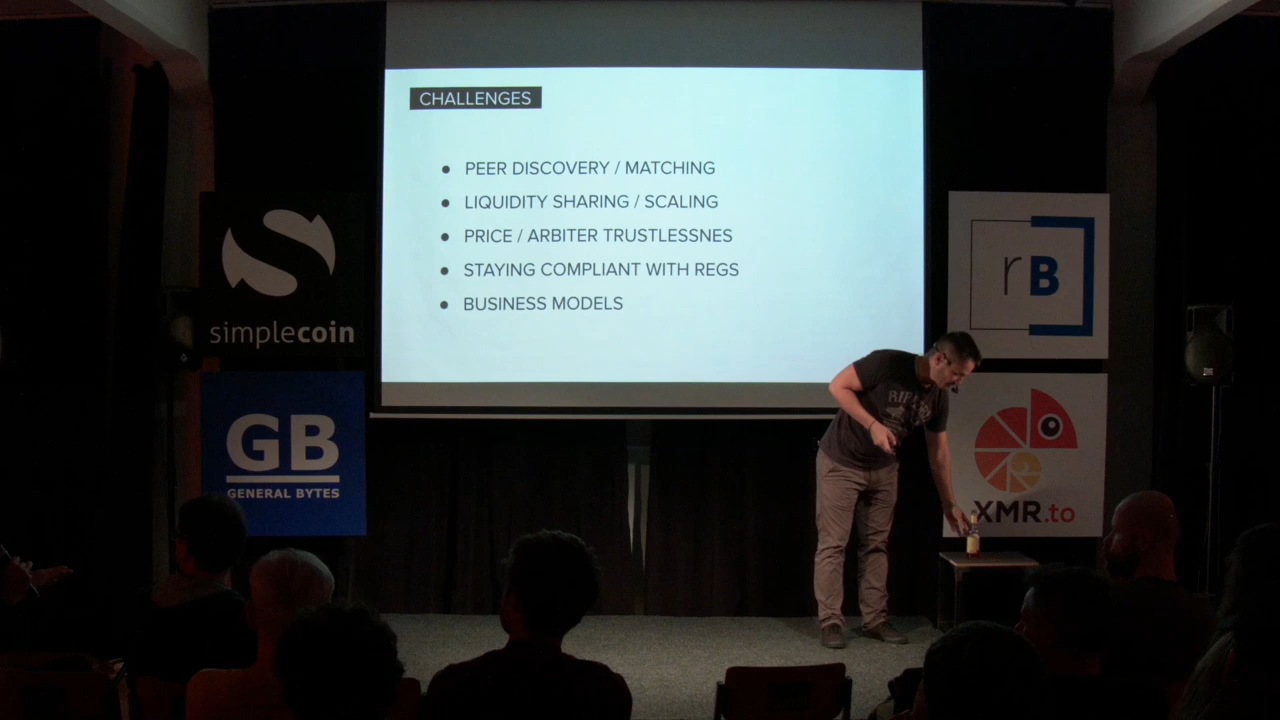 CHALLENGES
● PEER DISCOVERY / MATCHING
● LIQUIDITY SHARING / SCALING
● PRICE / ARBITER TRUSTLESSNES
● STAYING COMPLIANT WITH REGS
● BUSINESS MODELS
simplecoin
GB
GENERAL BYTES
rB
XMR.to